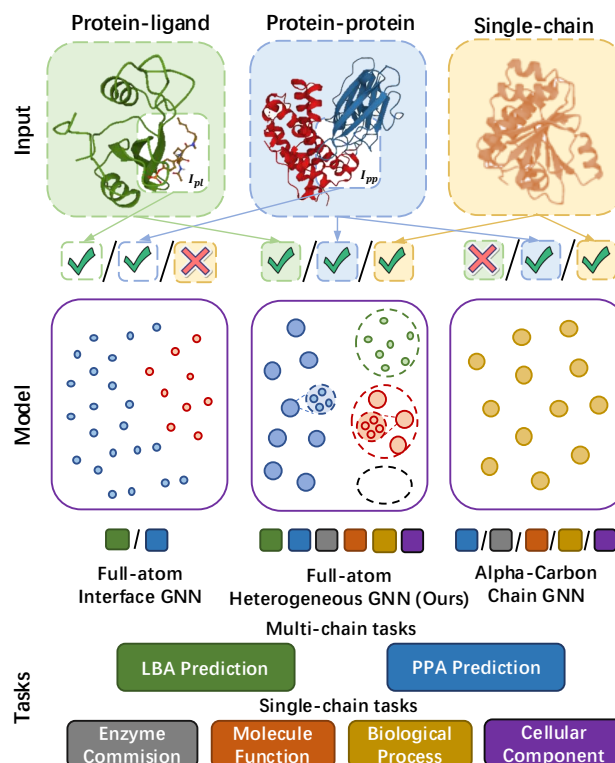 Protein-ligand Protein-protein Single-chain
Input
I_pl
I_pp
/ / / / / /
Model
/ / / / /
Full-atom
Interface GNN
Full-atom
Heterogeneous GNN (Ours)
Alpha-Carbon
Chain GNN
Tasks
Multi-chain tasks
LBA Prediction PPA Prediction
Single-chain tasks
Enzyme
Commision
Molecule
Function
Biological
Process
Cellular
Component